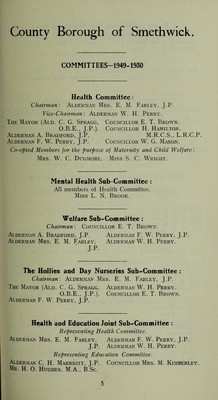 County Borough of Smethwick.
COMMITTEES—1949-1950
Health Committee:
Chairman: ALDERMAN MRS. E. M. FARLEY, J.P.
Vice-Chairman: ALDERMAN W. H. PERRY.
THE MAYOR (ALD. C. G. SPRAGG, COUNCILLOR E. T. BROWN.
O.B.E., J.P.). COUNCILLOR H. HAMILTON,
ALDERMAN A. BRADFORD, J.P. M.R.C.S., L.R.C.P.
ALDERMAN F. W. PERRY, J.P. COUNCILLOR W. G. MASON.
Co-opted Members for the purpose of Maternity and Child Welfare:
MRS. W. C. DUGMORE. MISS S. C. WRIGHT.
Mental Health Sub-Committee:
All members of Health Committee.
MISS L. N. BROOK.
Welfare Sub-Committee:
Chairman: COUNCILLOR E. T. BROWN.
ALDERMAN A. BRADFORD, J.P. ALDERMAN F. W. PERRY, J.P.
ALDERMAN MRS. E. M. FARLEY, ALDERMAN W. H. PERRY.
J.P.
The Hollies and Day Nurseries Sub-Committee:
Chairman: ALDERMAN MRS. E. M. FARLEY, J.P.
THE MAYOR (ALD. C. G. SPRAGG, ALDERMAN W. H. PERRY.
O.B.E., J.P.). COUNCILLOR E. T. BROWN.
ALDERMAN F. W. PERRY, J.P.
Health and Education Joint Sub-Committee:
Representing Health Committee.
ALDERMAN MRS. E. M. FARLEY, ALDERMAN F. W. PERRY, J.P.
J.P. ALDERMAN W. H. PERRY.
Representing Education Committee.
ALDERMAN C. H. MARRIOTT, J.P. COUNCILLOR MRS. M. KIMBERLEY.
MR. H. O. HUGHES, M.A., B.Sc.
5